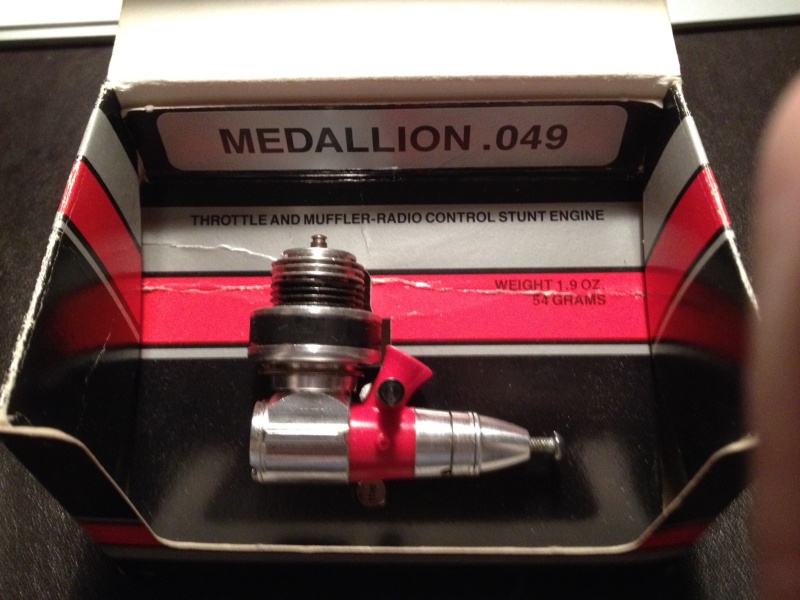 MEDALLION .049
THROTTLE AND MUFFLER-RADIO CONTROL STUNT ENGINE
WEIGHT 1.9 OZ.
54 GRAMS